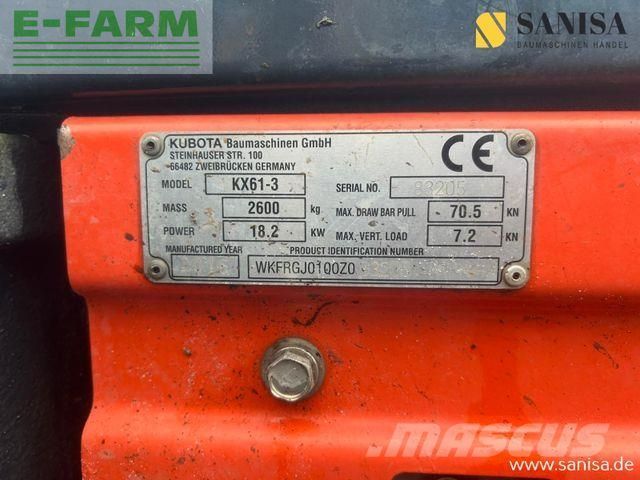 E-FARM
SANISA
BAUMASCHINEN HANDEL
KUBOTA Baumaschinen GmbH
STEINHAUSER STR. 100
66482 ZWEIBRÜCKEN GERMANY
MODEL KX61-3 SERIAL NO. 83205
MASS 2600 kg MAX. DRAW BAR PULL 70.5 KN
POWER 18.2 KW MAX. VERT. LOAD 7.2 KN
MANUFACTURED YEAR PRODUCT IDENTIFICATION NUMBER
WKFRGJ0100Z0
CE
MASCUS
www.sanisa.de